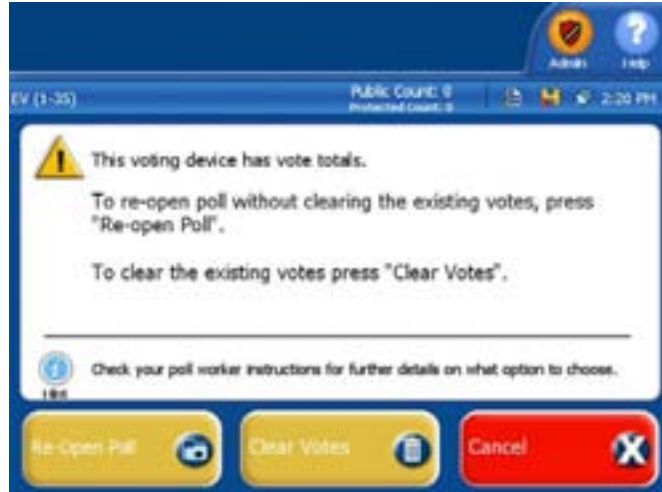 Admin
Help
EV (1-35)
Public Count: 0
Protected Count: 0
2:20 PM
This voting device has vote totals.
To re-open poll without clearing the existing votes, press
"Re-open Poll".
To clear the existing votes press "Clear Votes".
Check your poll worker instructions for further details on what option to choose.
Re-Open Poll
Clear Votes
Cancel